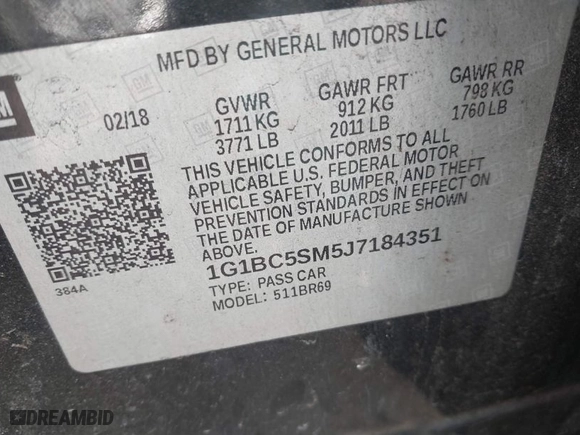 MFD BY GENERAL MOTORS LLC
GM
02/18
GVWR
1711 KG
3771 LB
GAWR FRT
912 KG
2011 LB
GAWR RR
798 KG
1760 LB
THIS VEHICLE CONFORMS TO ALL
APPLICABLE U.S. FEDERAL MOTOR
VEHICLE SAFETY, BUMPER, AND THEFT
PREVENTION STANDARDS IN EFFECT ON
THE DATE OF MANUFACTURE SHOWN
ABOVE.
384A
1G1BC5SM5J7184351
TYPE: PASS CAR
MODEL: 511BR69
DREAMBID